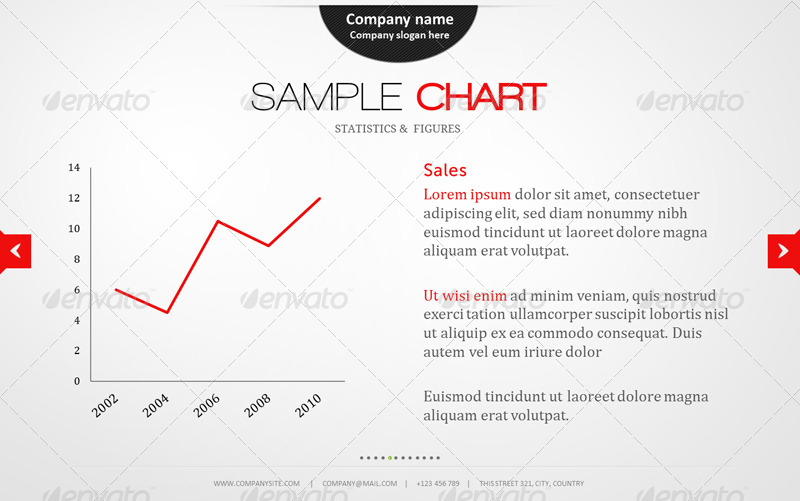 Company name
Company slogan here
SAMPLE CHART
STATISTICS & FIGURES
14
12
10
8
6
4
2
0
2002
2004
2006
2008
2010
Sales
Lorem ipsum dolor sit amet, consectetuer
adipiscing elit, sed diam nonummy nibh
euismod tincidunt ut laoreet dolore magna
aliquam erat volutpat.
Ut wisi enim ad minim veniam, quis nostrud
exerci tation ullamcorper suscipit lobortis nisl
ut aliquip ex ea commodo consequat. Duis
autem vel eum iriure dolor
Euismod tincidunt ut laoreet dolore magna
aliquam erat volutpat.
WWW.COMPANYSITE.COM | COMPANY@MAIL.COM | +123 456 789 | THIS STREET 321, CITY, COUNTRY
envato
envato
envato
envato
envato
envato
envato
envato
envato
envato
envato
envato